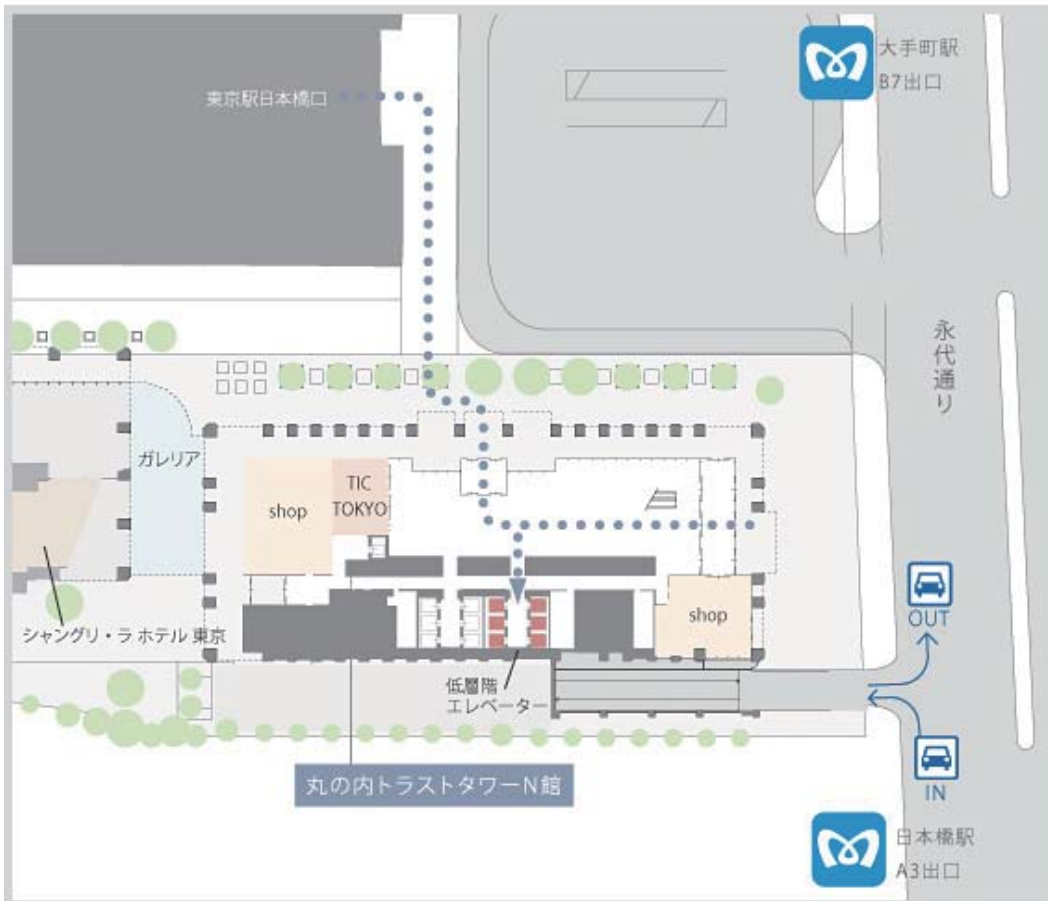 大手町駅
B7出口
東京駅日本橋口
永代通り
ガレリア
TIC
TOKYO
shop
shop
OUT
シャングリ・ラ ホテル 東京
低層階
エレベーター
丸の内トラストタワーN館
IN
日本橋駅
A3出口